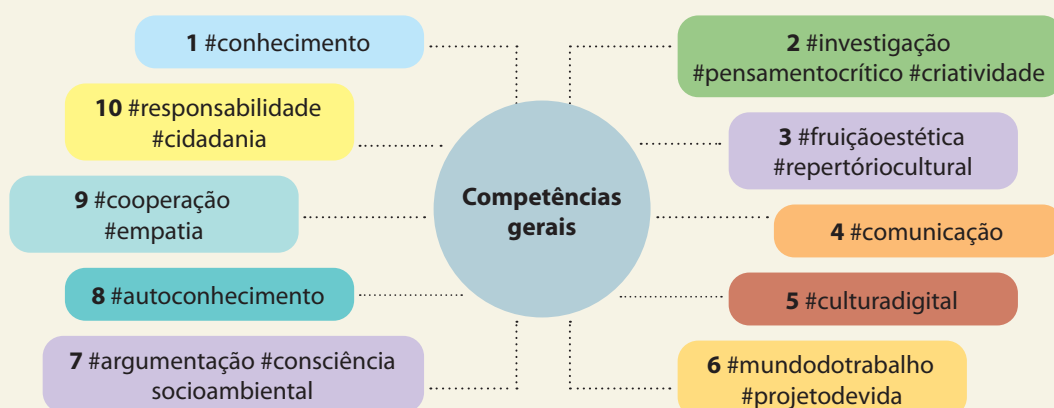 1 #conhecimento
2 #investigação
#pensamentocrítico #criatividade
10 #responsabilidade
#cidadania
3 #fruiçãoestética
#repertóriocultural
9 #cooperação
#empatia
Competências
gerais
4 #comunicação
8 #autoconhecimento
5 #culturadigital
7 #argumentação #consciência
socioambiental
6 #mundodotrabalho
#projetodevida